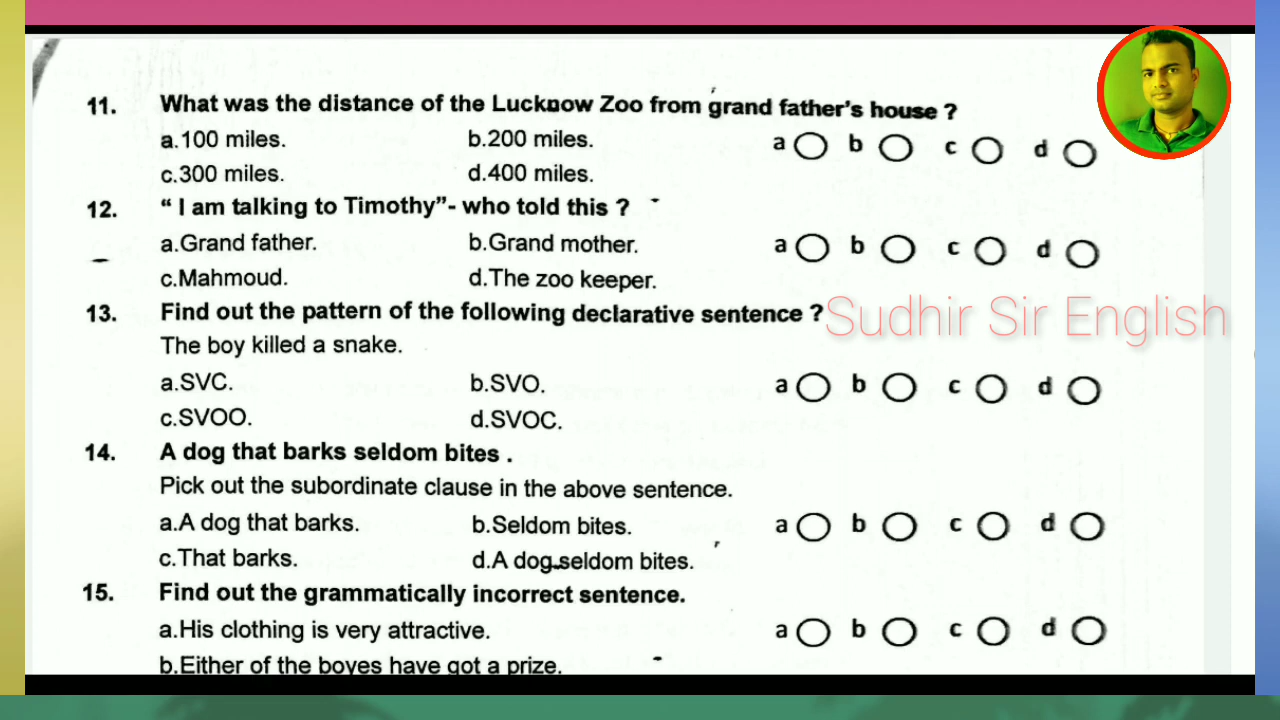 11. What was the distance of the Lucknow Zoo from grand father's house ?
a.100 miles. b.200 miles. a b c d
c.300 miles. d.400 miles.
12. “ I am talking to Timothy”- who told this ?
a.Grand father. b.Grand mother. a b c d
c.Mahmoud. d.The zoo keeper.
13. Find out the pattern of the following declarative sentence ?
Sudhir Sir English
The boy killed a snake.
a.SVC. b.SVO. a b c d
c.SVOO. d.SVOC.
14. A dog that barks seldom bites .
Pick out the subordinate clause in the above sentence.
a.A dog that barks. b.Seldom bites. a b c d
c.That barks. d.A dog seldom bites.
15. Find out the grammatically incorrect sentence.
a.His clothing is very attractive. a b c d
b.Either of the boyes have got a prize.